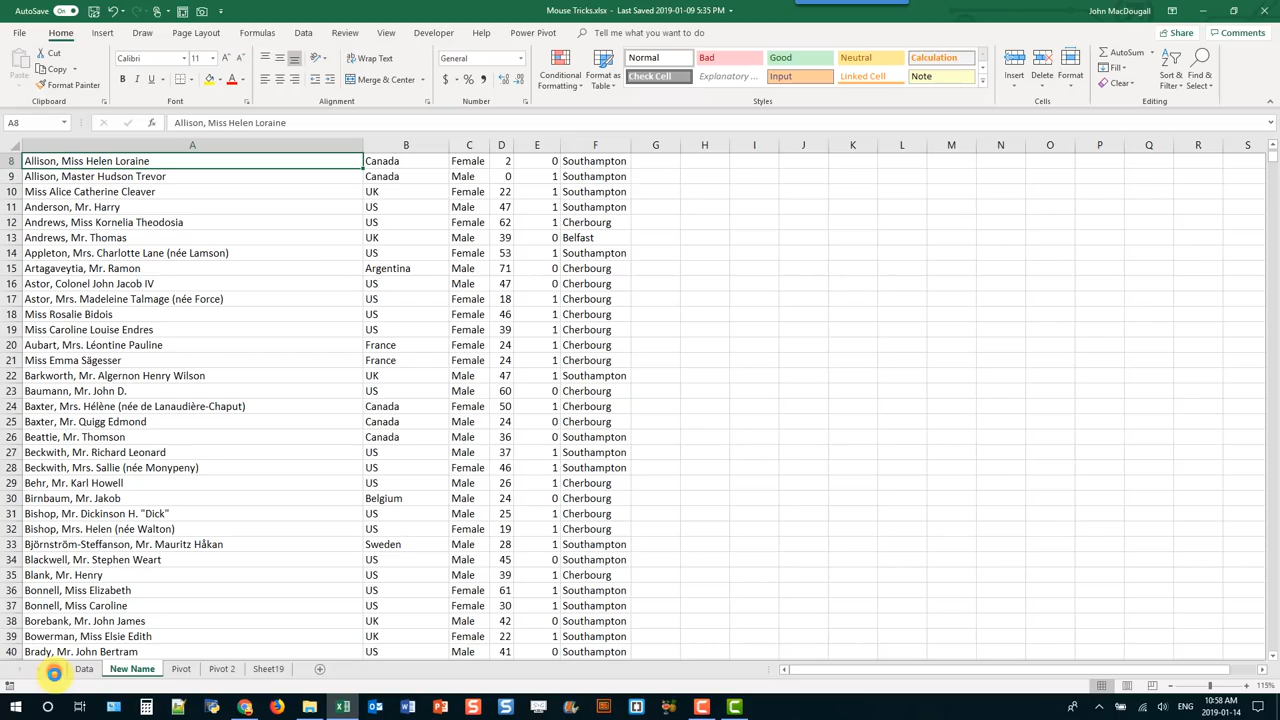 AutoSave On
Mouse Tricks.xlsx - Last Saved 2019-01-09 5:35 PM
John MacDougall
File Home Insert Draw Page Layout Formulas Data Review View Developer Help Power Pivot Tell me what you want to do Share Comments
Paste Cut Copy Format Painter Clipboard
Calibri 11 B I U A Font
Wrap Text Merge & Center Alignment
General $ % Number
Conditional Formatting Format as Table
Normal Bad Good Neutral Calculation
Check Cell Explanatory ... Input Linked Cell Note
Styles
Insert Delete Format Cells
AutoSum Fill Clear Sort & Filter Find & Select Editing
A8 fx Allison, Miss Helen Loraine
A B C D E F G H I J K L M N O P Q R S
8 Allison, Miss Helen Loraine Canada Female 2 0 Southampton
9 Allison, Master Hudson Trevor Canada Male 0 1 Southampton
10 Miss Alice Catherine Cleaver UK Female 22 1 Southampton
11 Anderson, Mr. Harry US Male 47 1 Southampton
12 Andrews, Miss Kornelia Theodosia US Female 62 1 Cherbourg
13 Andrews, Mr. Thomas UK Male 39 0 Belfast
14 Appleton, Mrs. Charlotte Lane (née Lamson) US Female 53 1 Southampton
15 Artagaveytia, Mr. Ramon Argentina Male 71 0 Cherbourg
16 Astor, Colonel John Jacob IV US Male 47 0 Cherbourg
17 Astor, Mrs. Madeleine Talmage (née Force) US Female 18 1 Cherbourg
18 Miss Rosalie Bidois US Female 46 1 Cherbourg
19 Miss Caroline Louise Endres US Female 39 1 Cherbourg
20 Aubart, Mrs. Léontine Pauline France Female 24 1 Cherbourg
21 Miss Emma Sägesser France Female 24 1 Cherbourg
22 Barkworth, Mr. Algernon Henry Wilson UK Male 47 1 Southampton
23 Baumann, Mr. John D. US Male 60 0 Cherbourg
24 Baxter, Mrs. Hélène (née de Lanaudière-Chaput) Canada Female 50 1 Cherbourg
25 Baxter, Mr. Quigg Edmond Canada Male 24 0 Cherbourg
26 Beattie, Mr. Thomson Canada Male 36 0 Southampton
27 Beckwith, Mr. Richard Leonard US Male 37 1 Southampton
28 Beckwith, Mrs. Sallie (née Monypeny) US Female 46 1 Southampton
29 Behr, Mr. Karl Howell US Male 26 1 Cherbourg
30 Birnbaum, Mr. Jakob Belgium Male 24 0 Cherbourg
31 Bishop, Mr. Dickinson H. "Dick" US Male 25 1 Cherbourg
32 Bishop, Mrs. Helen (née Walton) US Female 19 1 Cherbourg
33 Björnström-Steffanson, Mr. Mauritz Håkan Sweden Male 28 1 Southampton
34 Blackwell, Mr. Stephen Weart US Male 45 0 Southampton
35 Blank, Mr. Henry US Male 39 1 Cherbourg
36 Bonnell, Miss Elizabeth US Female 61 1 Southampton
37 Bonnell, Miss Caroline US Female 30 1 Southampton
38 Borebank, Mr. John James US Male 42 0 Southampton
39 Bowerman, Miss Elsie Edith UK Female 22 1 Southampton
40 Brady, Mr. John Bertram US Male 41 0 Southampton
Data New Name Pivot Pivot 2 Sheet19
115%
ENG 10:58 AM
2019-01-14